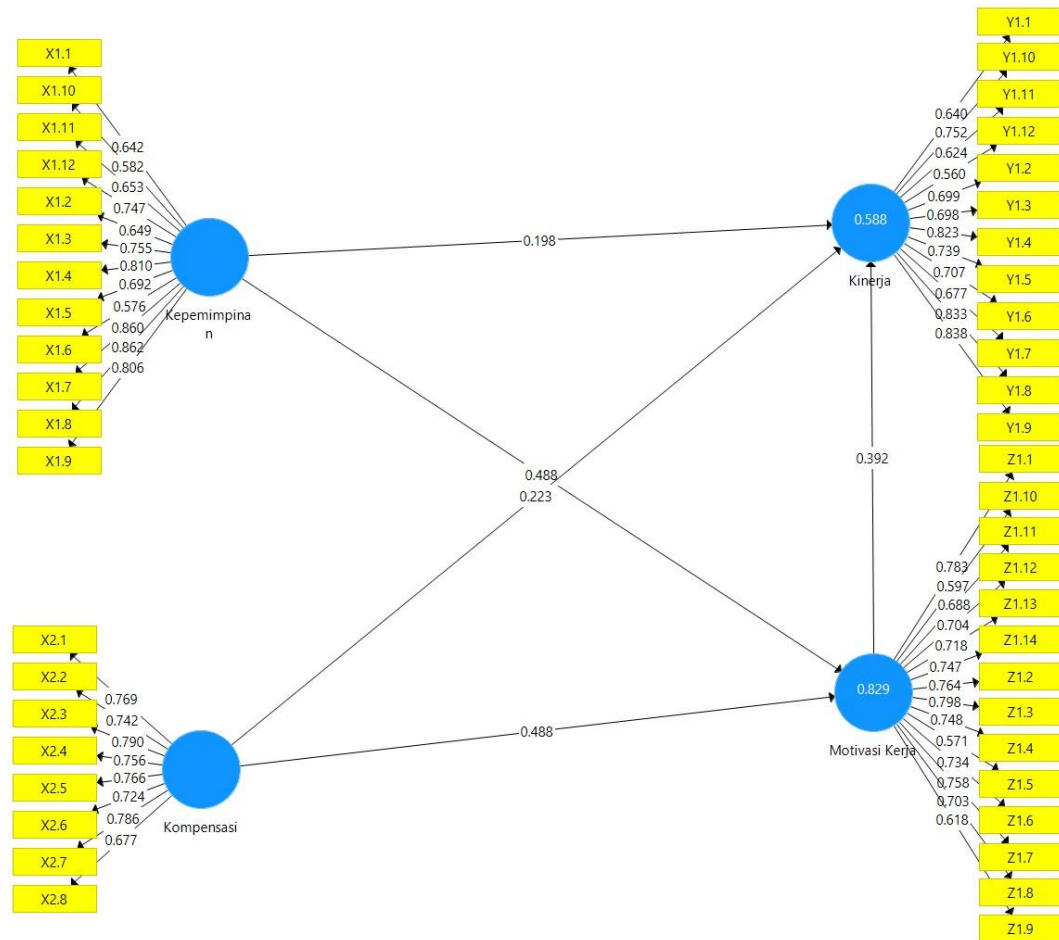 X1.1
X1.10
X1.11
X1.12
X1.2
X1.3
X1.4
X1.5
X1.6
X1.7
X1.8
X1.9
0.642
0.582
0.653
0.747
0.649
0.755
0.810
0.692
0.576
0.860
0.862
0.806
Kepemimpina
n
X2.1
X2.2
X2.3
X2.4
X2.5
X2.6
X2.7
X2.8
0.769
0.742
0.790
0.756
0.766
0.724
0.786
0.677
Kompensasi
0.198
0.488
0.223
0.488
0.392
0.588
Kinerja
0.640
0.752
0.624
0.560
0.699
0.698
0.823
0.739
0.707
0.677
0.833
0.838
Y1.1
Y1.10
Y1.11
Y1.12
Y1.2
Y1.3
Y1.4
Y1.5
Y1.6
Y1.7
Y1.8
Y1.9
0.829
Motivasi Kerja
0.783
0.597
0.688
0.704
0.718
0.747
0.764
0.798
0.748
0.571
0.734
0.758
0.703
0.618
Z1.1
Z1.10
Z1.11
Z1.12
Z1.13
Z1.14
Z1.2
Z1.3
Z1.4
Z1.5
Z1.6
Z1.7
Z1.8
Z1.9